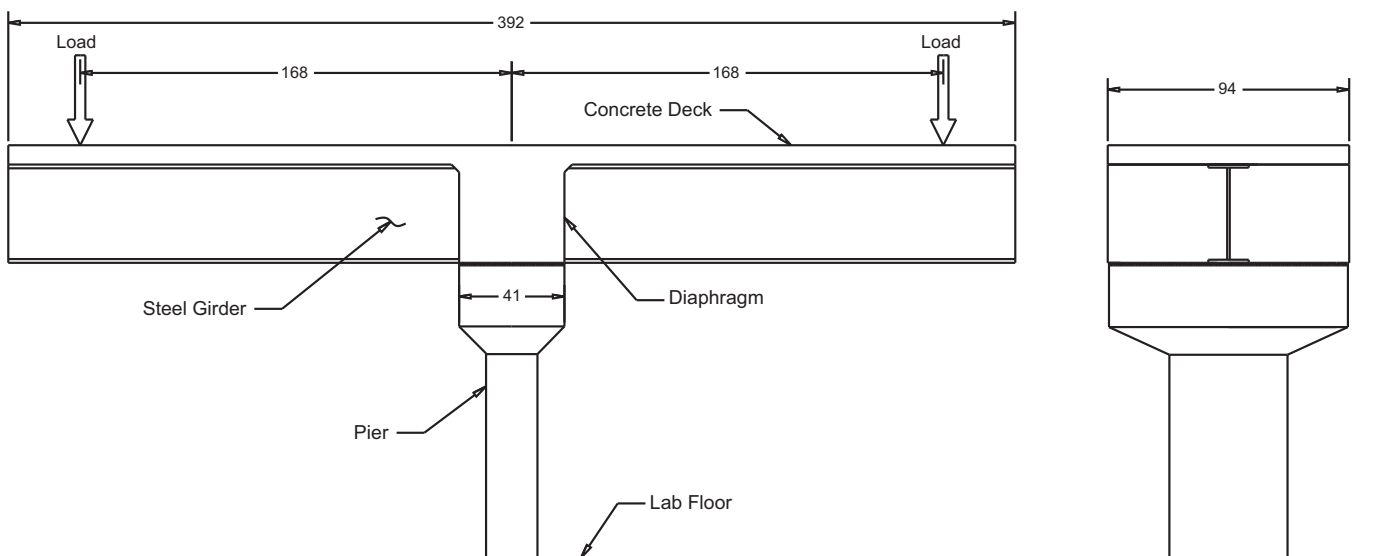 392
Load
Load
168
168
94
Concrete Deck
41
Steel Girder
Diaphragm
Pier
Lab Floor